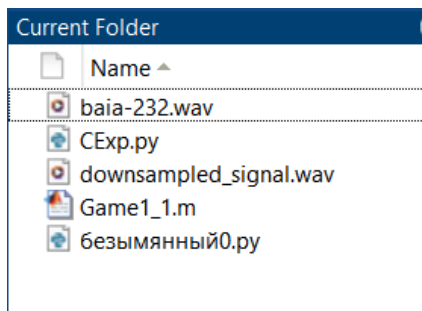 Current Folder
Name
baia-232.wav
CExp.py
downsampled_signal.wav
Game1_1.m
безымянный0.py